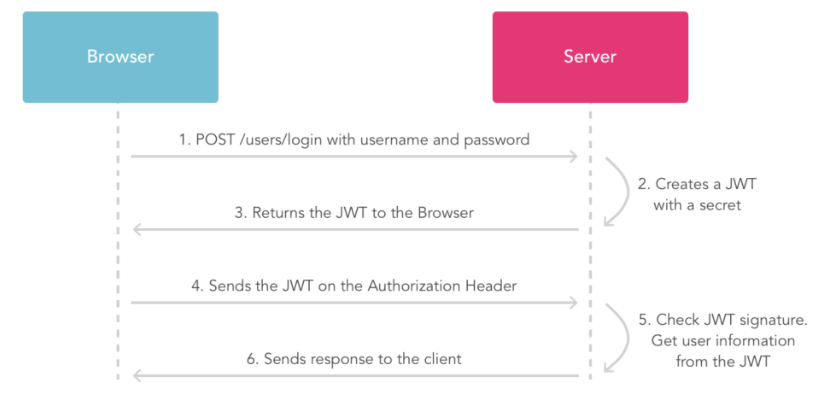 Browser
Server
1. POST /users/login with username and password
2. Creates a JWT
with a secret
3. Returns the JWT to the Browser
4. Sends the JWT on the Authorization Header
5. Check JWT signature.
Get user information
from the JWT
6. Sends response to the client